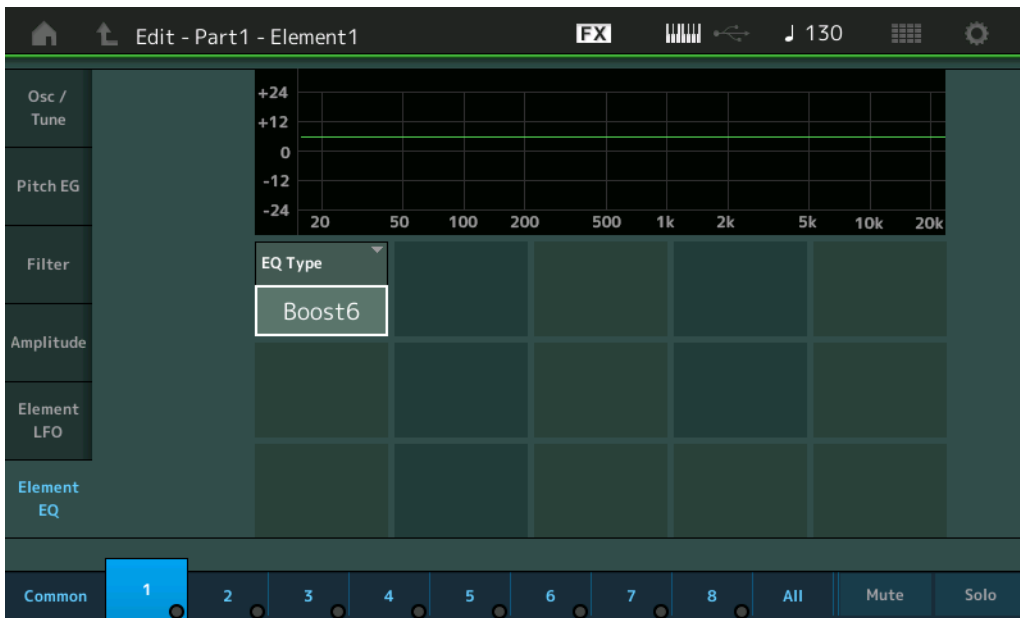 Edit - Part1 - Element1 FX ♩ 130
Osc /
Tune
Pitch EG
Filter
Amplitude
Element
LFO
Element
EQ
+24
+12
0
-12
-24
20 50 100 200 500 1k 2k 5k 10k 20k
EQ Type
Boost6
Common 1 2 3 4 5 6 7 8 All Mute Solo